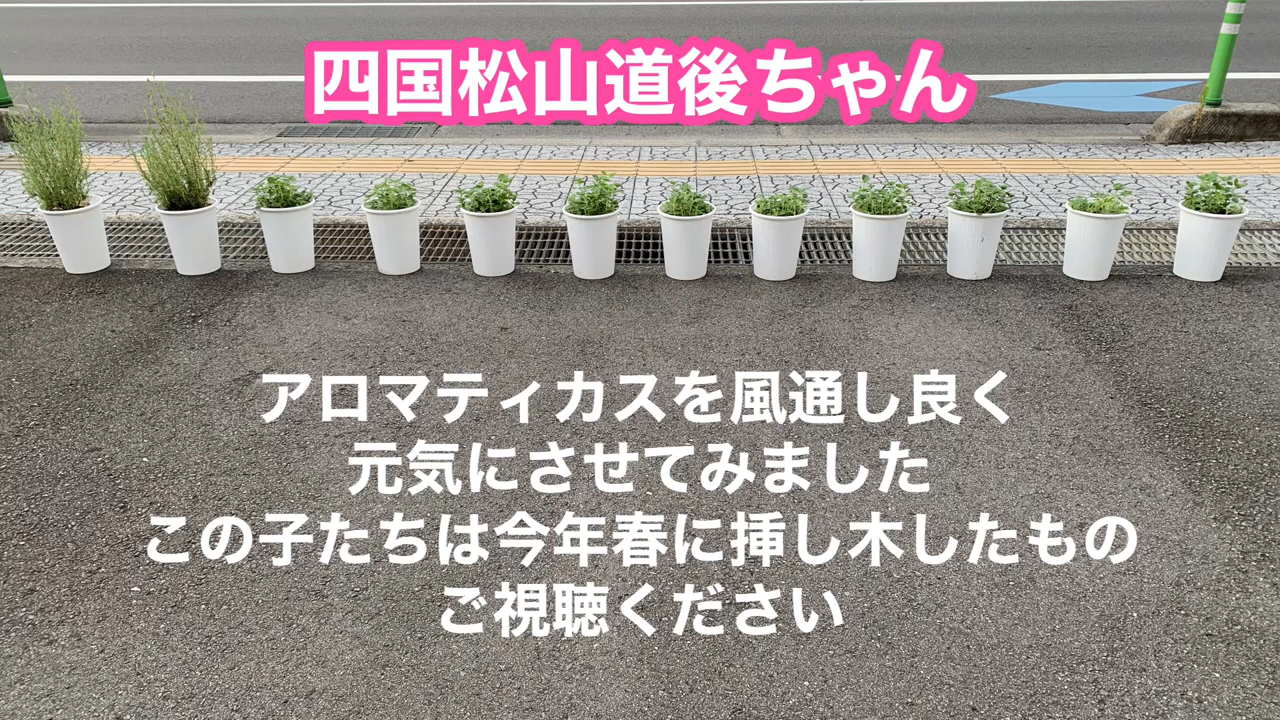 四国松山道後ちゃん
アロマティカスを風通し良く
元気にさせてみました
この子たちは今年春に挿し木したもの
ご視聴ください